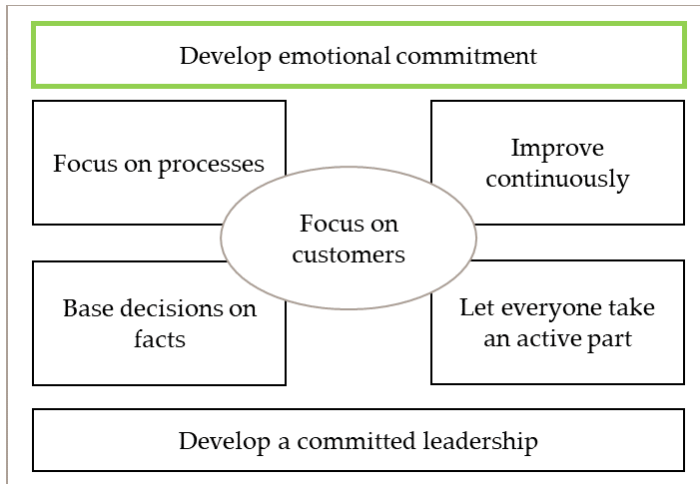 Develop emotional commitment
Focus on processes
Improve
continuously
Focus on
customers
Base decisions on
facts
Let everyone take
an active part
Develop a committed leadership